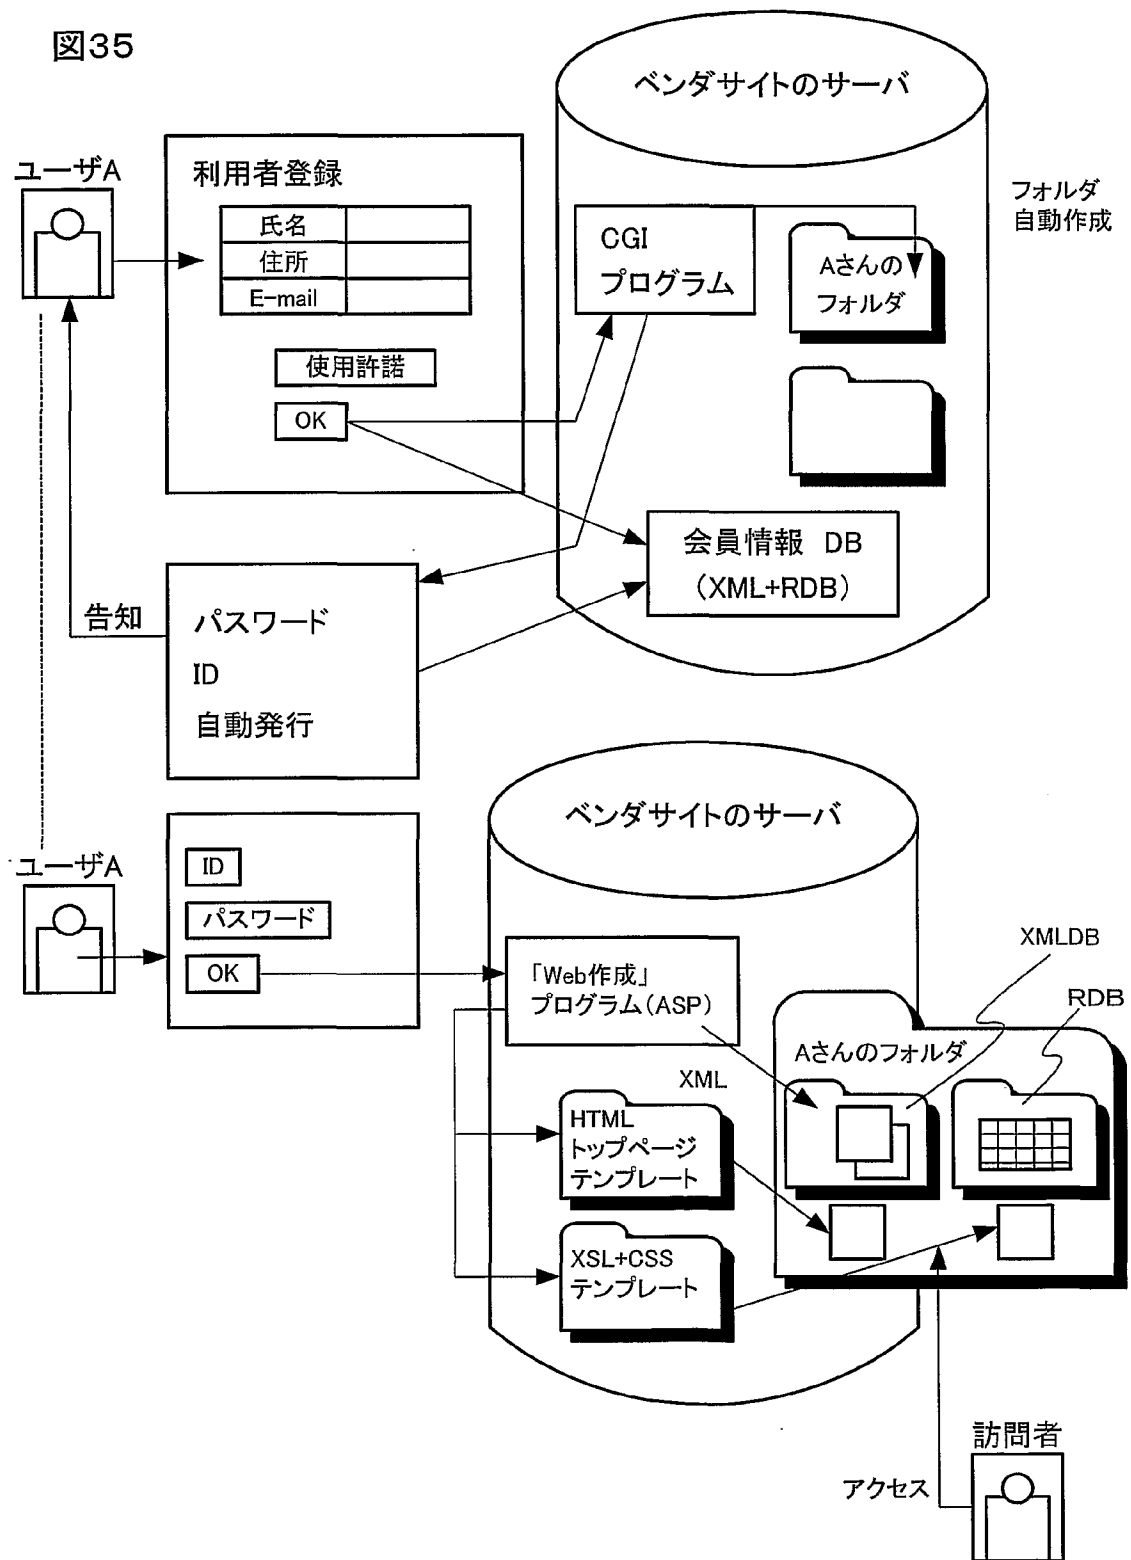 図35
ベンダサイトのサーバ
ユーザA
利用者登録
氏名
住所
E-mail
使用許諾
OK
CGI
プログラム
Aさんの
フォルダ
フォルダ
自動作成
会員情報 DB
(XML+RDB)
告知
パスワード
ID
自動発行
ベンダサイトのサーバ
ユーザA
ID
パスワード
OK
「Web作成」
プログラム(ASP)
XMLDB
RDB
Aさんのフォルダ
XML
HTML
トップページ
テンプレート
XSL+CSS
テンプレート
訪問者
アクセス